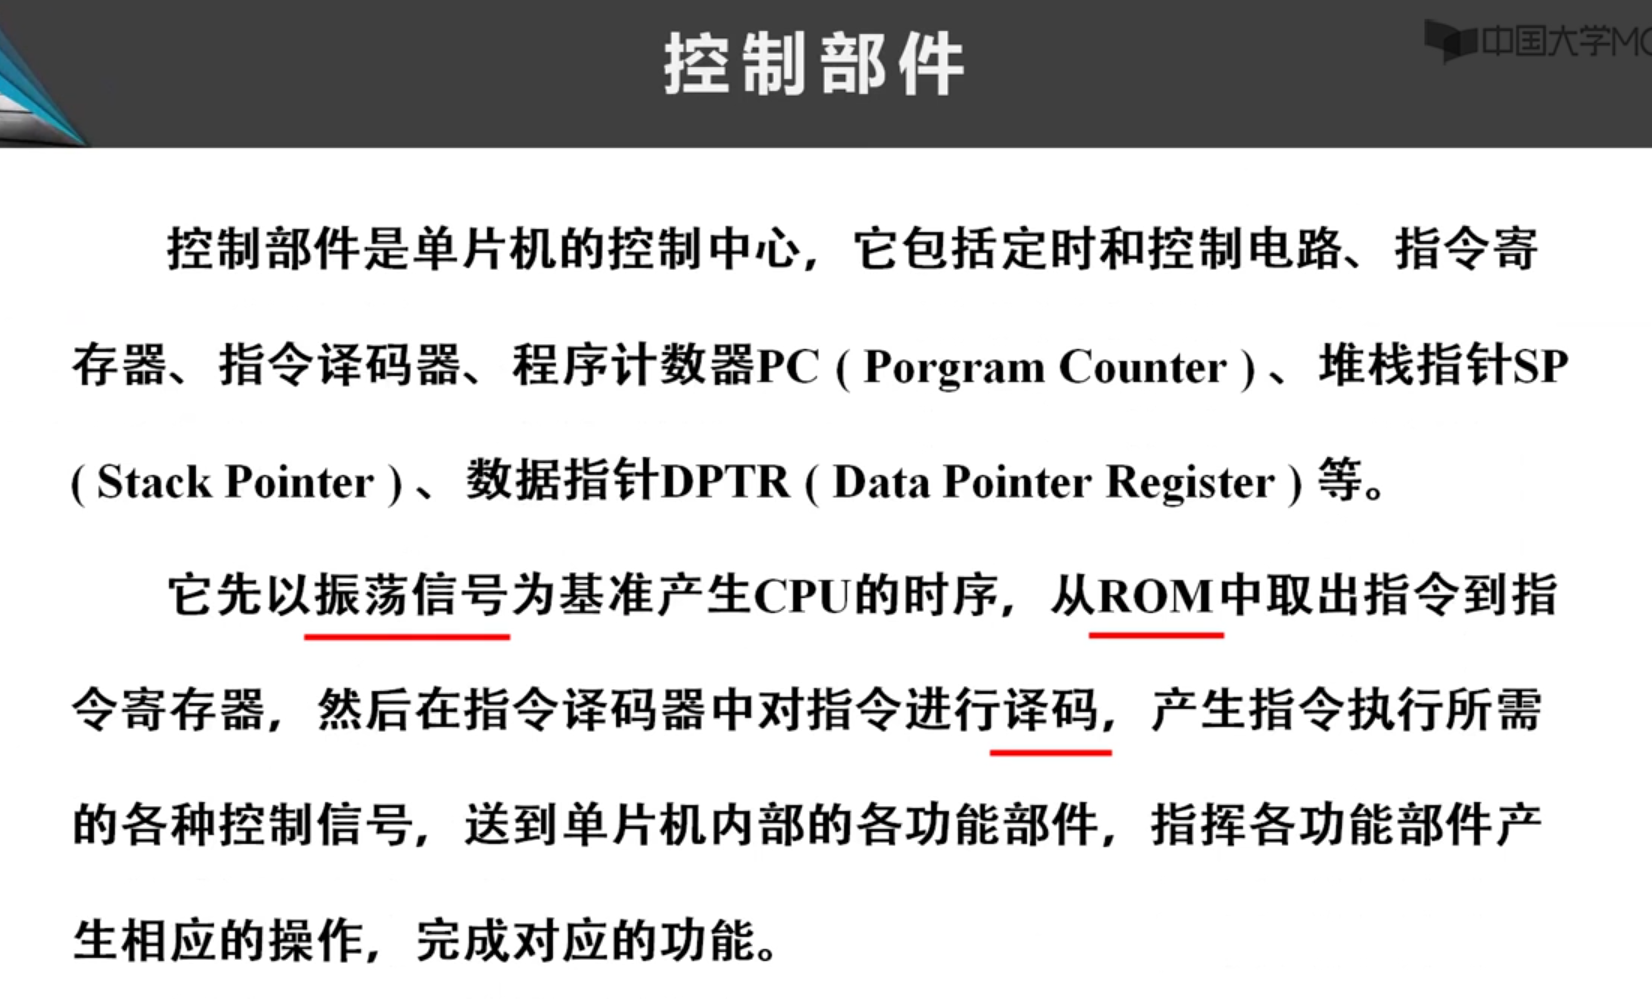 控制部件
中国大学MO
控制部件是单片机的控制中心，它包括定时和控制电路、指令寄
存器、指令译码器、程序计数器PC ( Porgram Counter ) 、堆栈指针SP
( Stack Pointer ) 、数据指针DPTR ( Data Pointer Register ) 等。
它先以振荡信号为基准产生CPU的时序，从ROM中取出指令到指
令寄存器，然后在指令译码器中对指令进行译码，产生指令执行所需
的各种控制信号，送到单片机内部的各功能部件，指挥各功能部件产
生相应的操作，完成对应的功能。